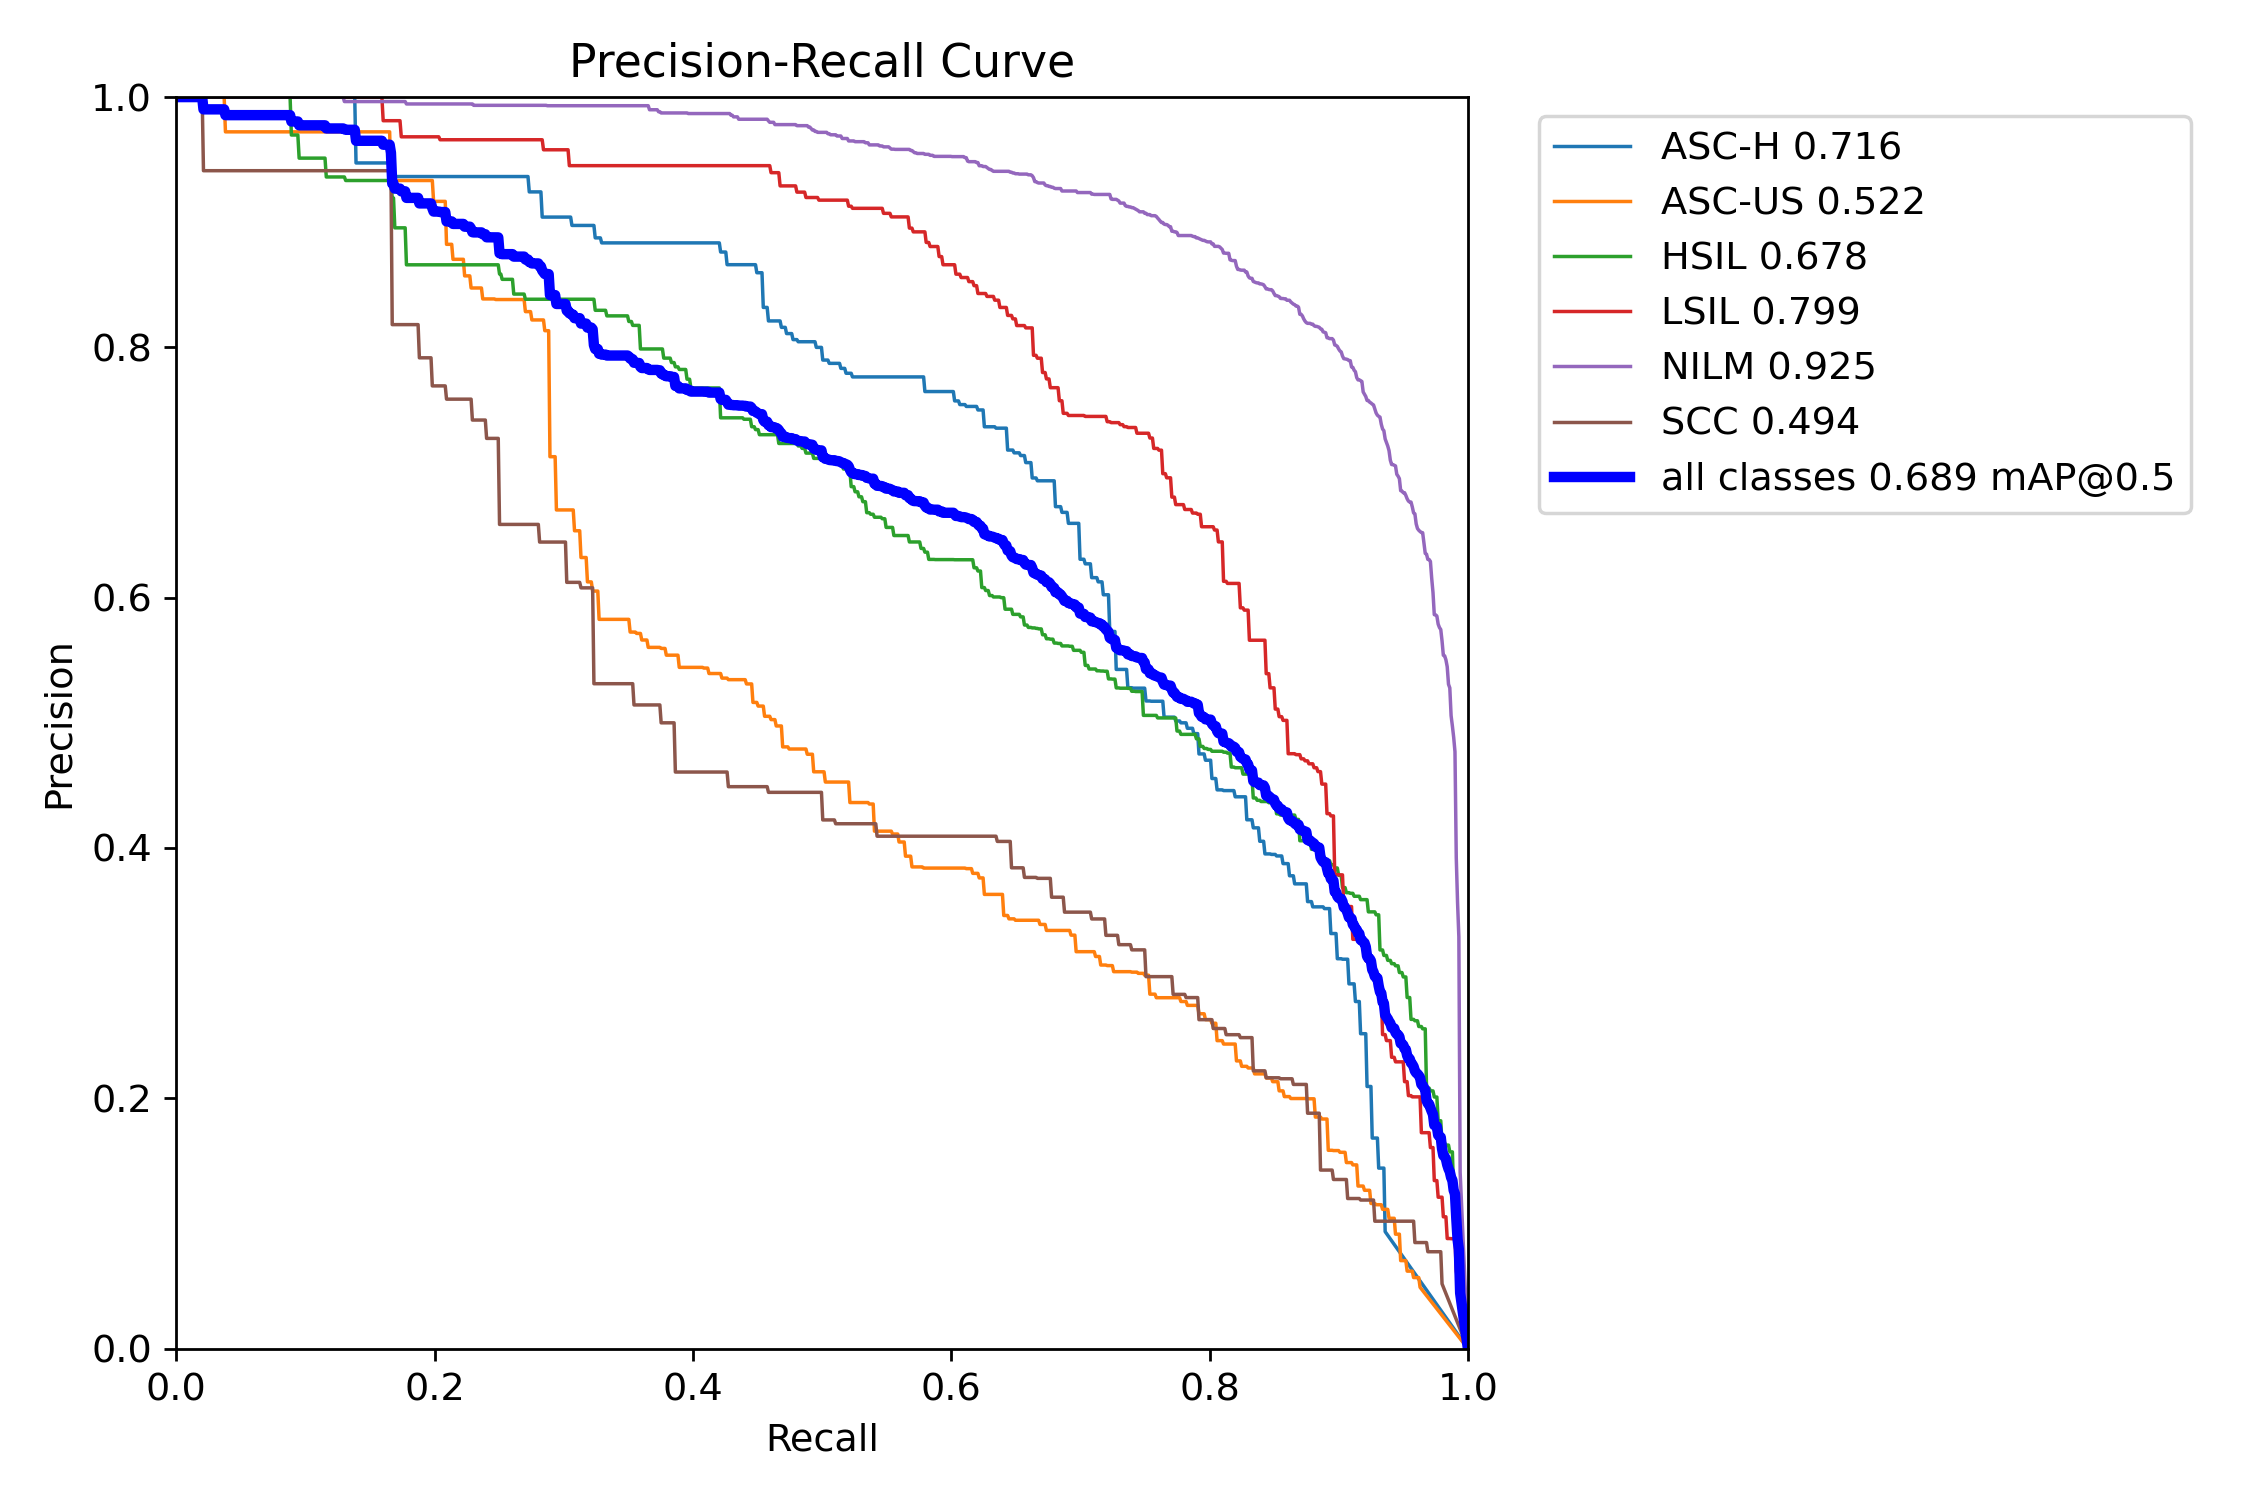 Precision-Recall Curve
1.0
0.8
0.6
0.4
0.2
0.0
Precision
0.0 0.2 0.4 0.6 0.8 1.0
Recall
ASC-H 0.716
ASC-US 0.522
HSIL 0.678
LSIL 0.799
NILM 0.925
SCC 0.494
all classes 0.689 mAP@0.5